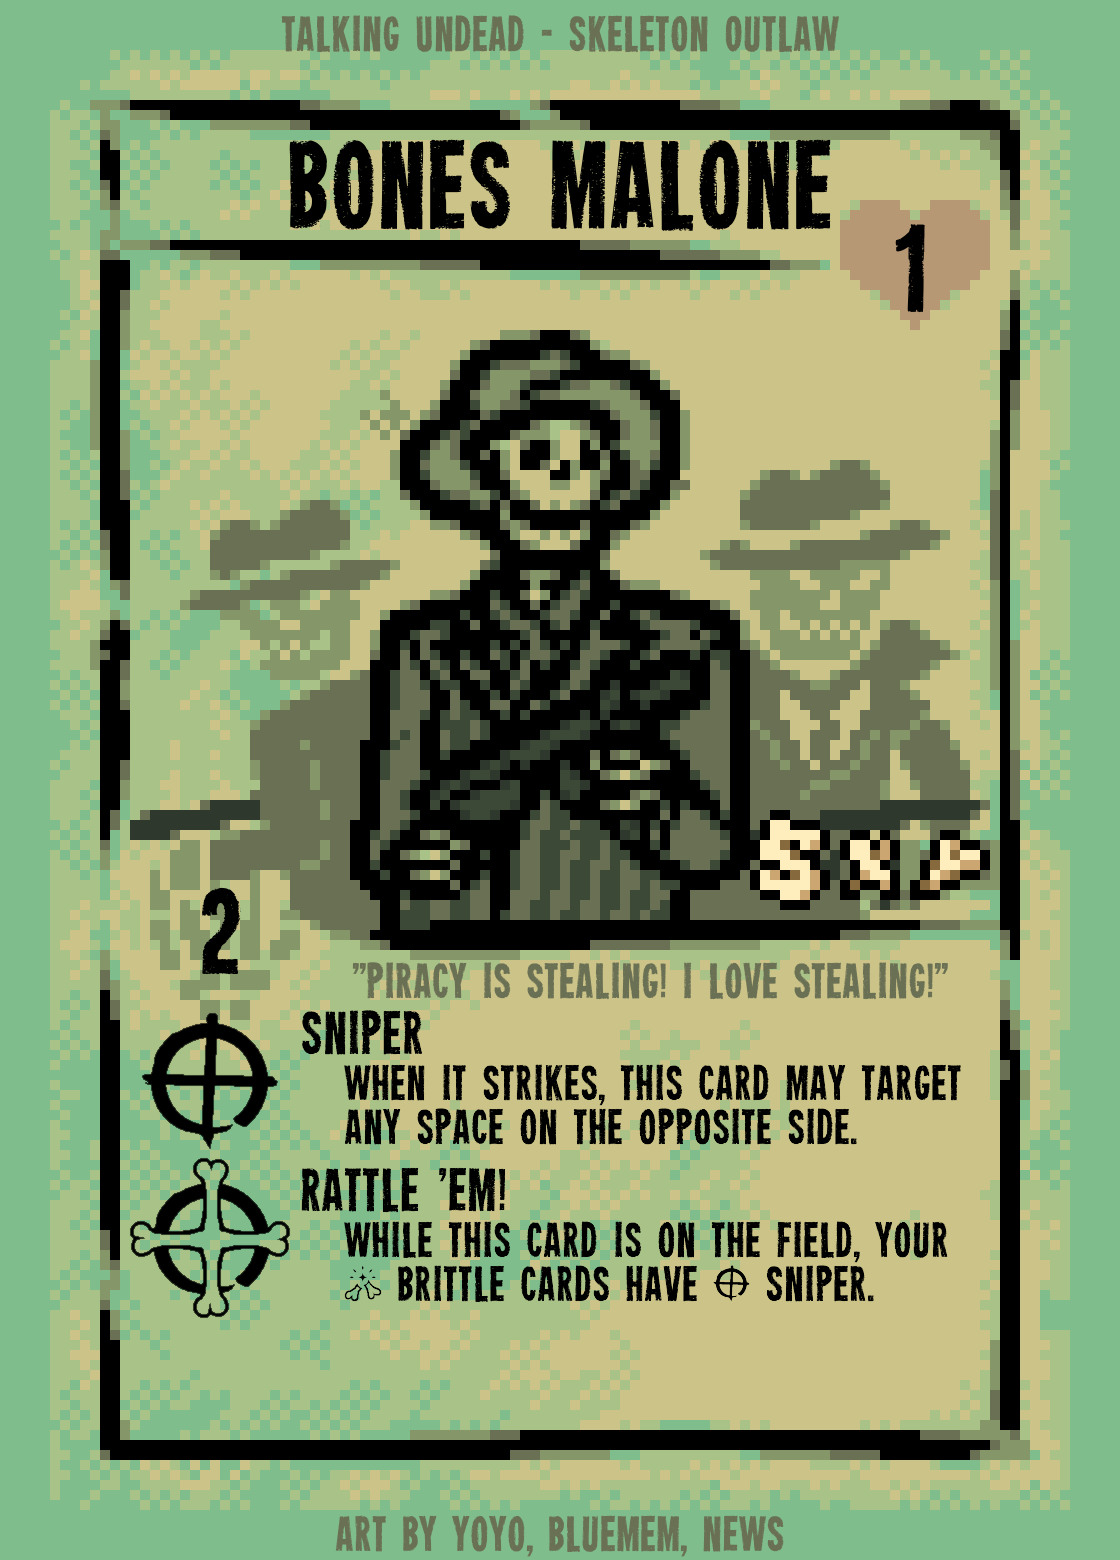 TALKING UNDEAD - SKELETON OUTLAW
BONES MALONE
1
2
"PIRACY IS STEALING! I LOVE STEALING!"
SNIPER
WHEN IT STRIKES, THIS CARD MAY TARGET
ANY SPACE ON THE OPPOSITE SIDE.
RATTLE 'EM!
WHILE THIS CARD IS ON THE FIELD, YOUR
BRITTLE CARDS HAVE SNIPER.
ART BY YOYO, BLUEMEM, NEWS